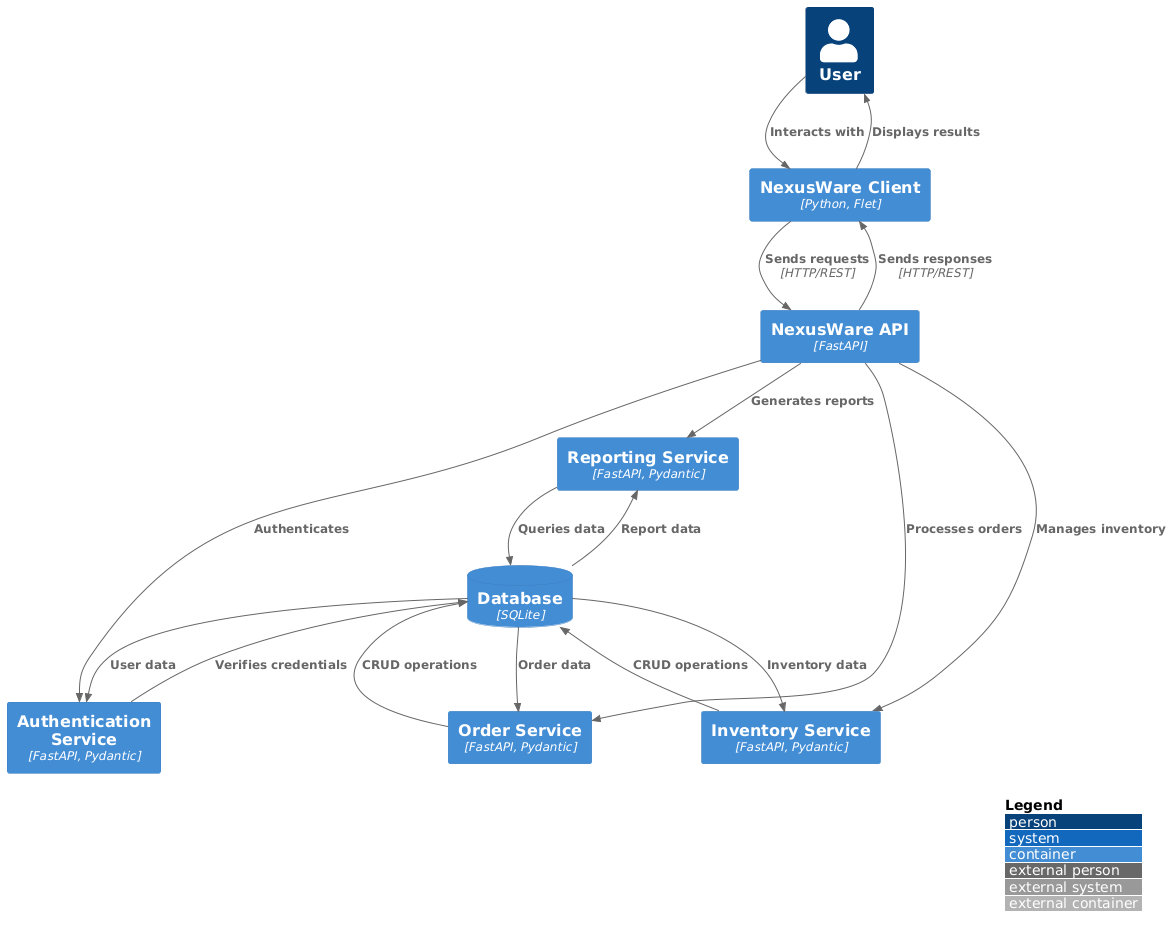 User
Interacts with
Displays results
NexusWare Client
[Python, Flet]
Sends requests
[HTTP/REST]
Sends responses
[HTTP/REST]
NexusWare API
[FastAPI]
Generates reports
Reporting Service
[FastAPI, Pydantic]
Authenticates
Queries data
Report data
Processes orders
Manages inventory
Database
[SQLite]
User data
Verifies credentials
CRUD operations
Order data
CRUD operations
Inventory data
Authentication
Service
[FastAPI, Pydantic]
Order Service
[FastAPI, Pydantic]
Inventory Service
[FastAPI, Pydantic]
Legend
person
system
container
external person
external system
external container